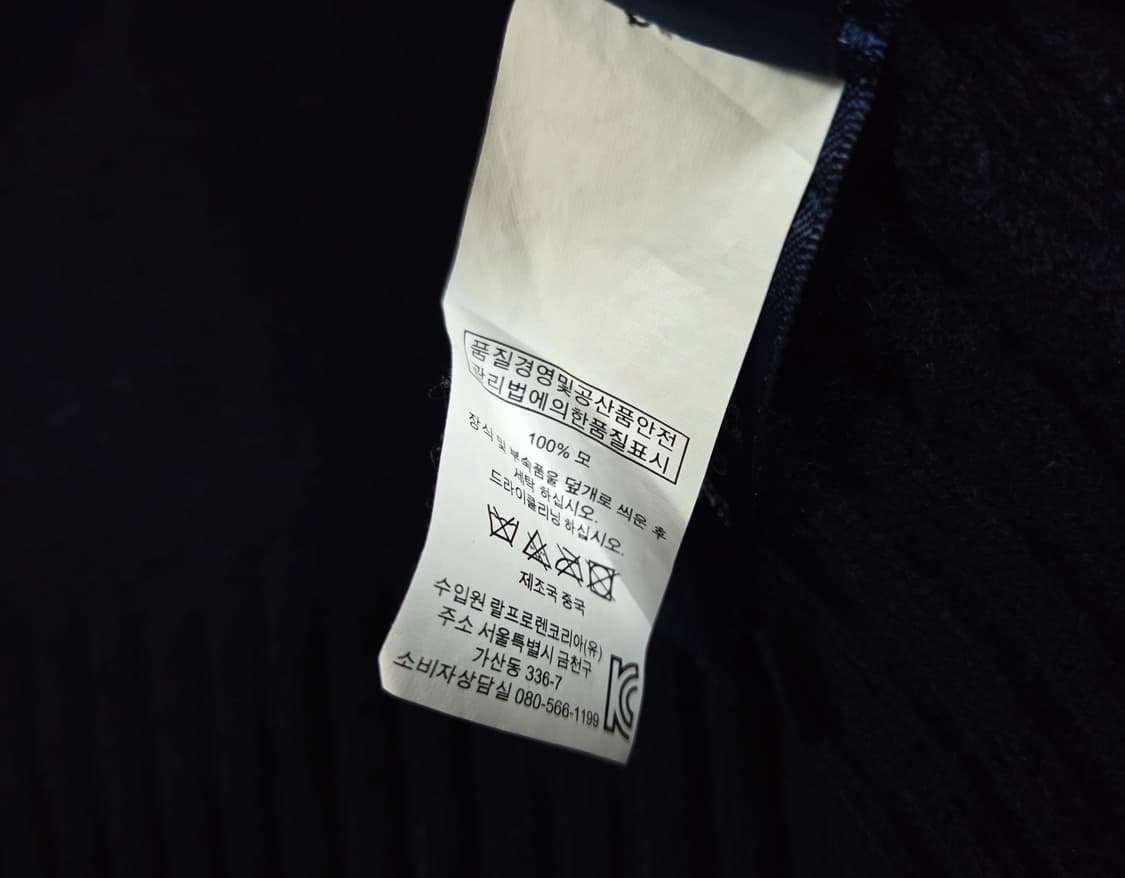 품질경영및공산품안전
관리법에의한품질표시
100% 모
장식 및 부속품을 덮개로 씌운 후
세탁 하십시오.
드라이클리닝 하십시오.
제조국 중국
수입원 랄프로렌코리아(유)
주소 서울특별시 금천구
가산동 336-7
소비자상담실 080-566-1199